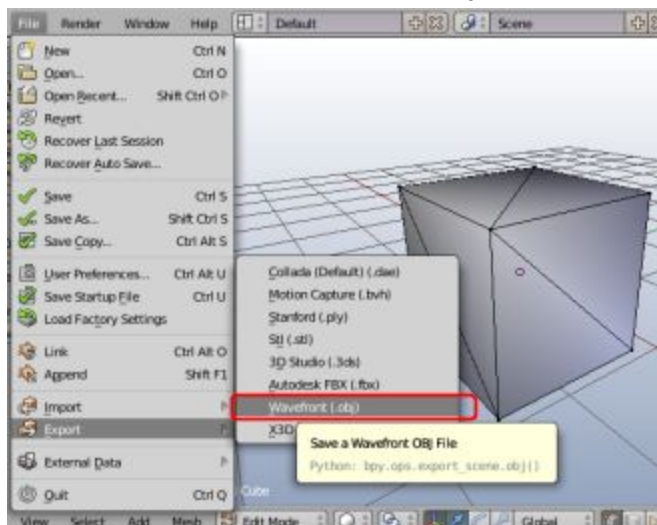 File Render Window Help Default Scene
New Ctrl N
Open... Ctrl O
Open Recent... Shift Ctrl O
Revert
Recover Last Session
Recover Auto Save...
Save Ctrl S
Save As... Shift Ctrl S
Save Copy... Ctrl Alt S
User Preferences... Ctrl Alt U
Save Startup File Ctrl U
Load Factory Settings
Link Ctrl Alt O
Append Shift F1
Import
Export
External Data
Quit Ctrl Q
Collada (Default) (.dae)
Motion Capture (.bvh)
Stanford (.ply)
Stl (.stl)
3D Studio (.3ds)
Autodesk FBX (.fbx)
Wavefront (.obj)
X3D
Save a Wavefront OBJ File
Python: bpy.ops.export_scene.obj()
Cube
View Select Add Mesh Edit Mode Global